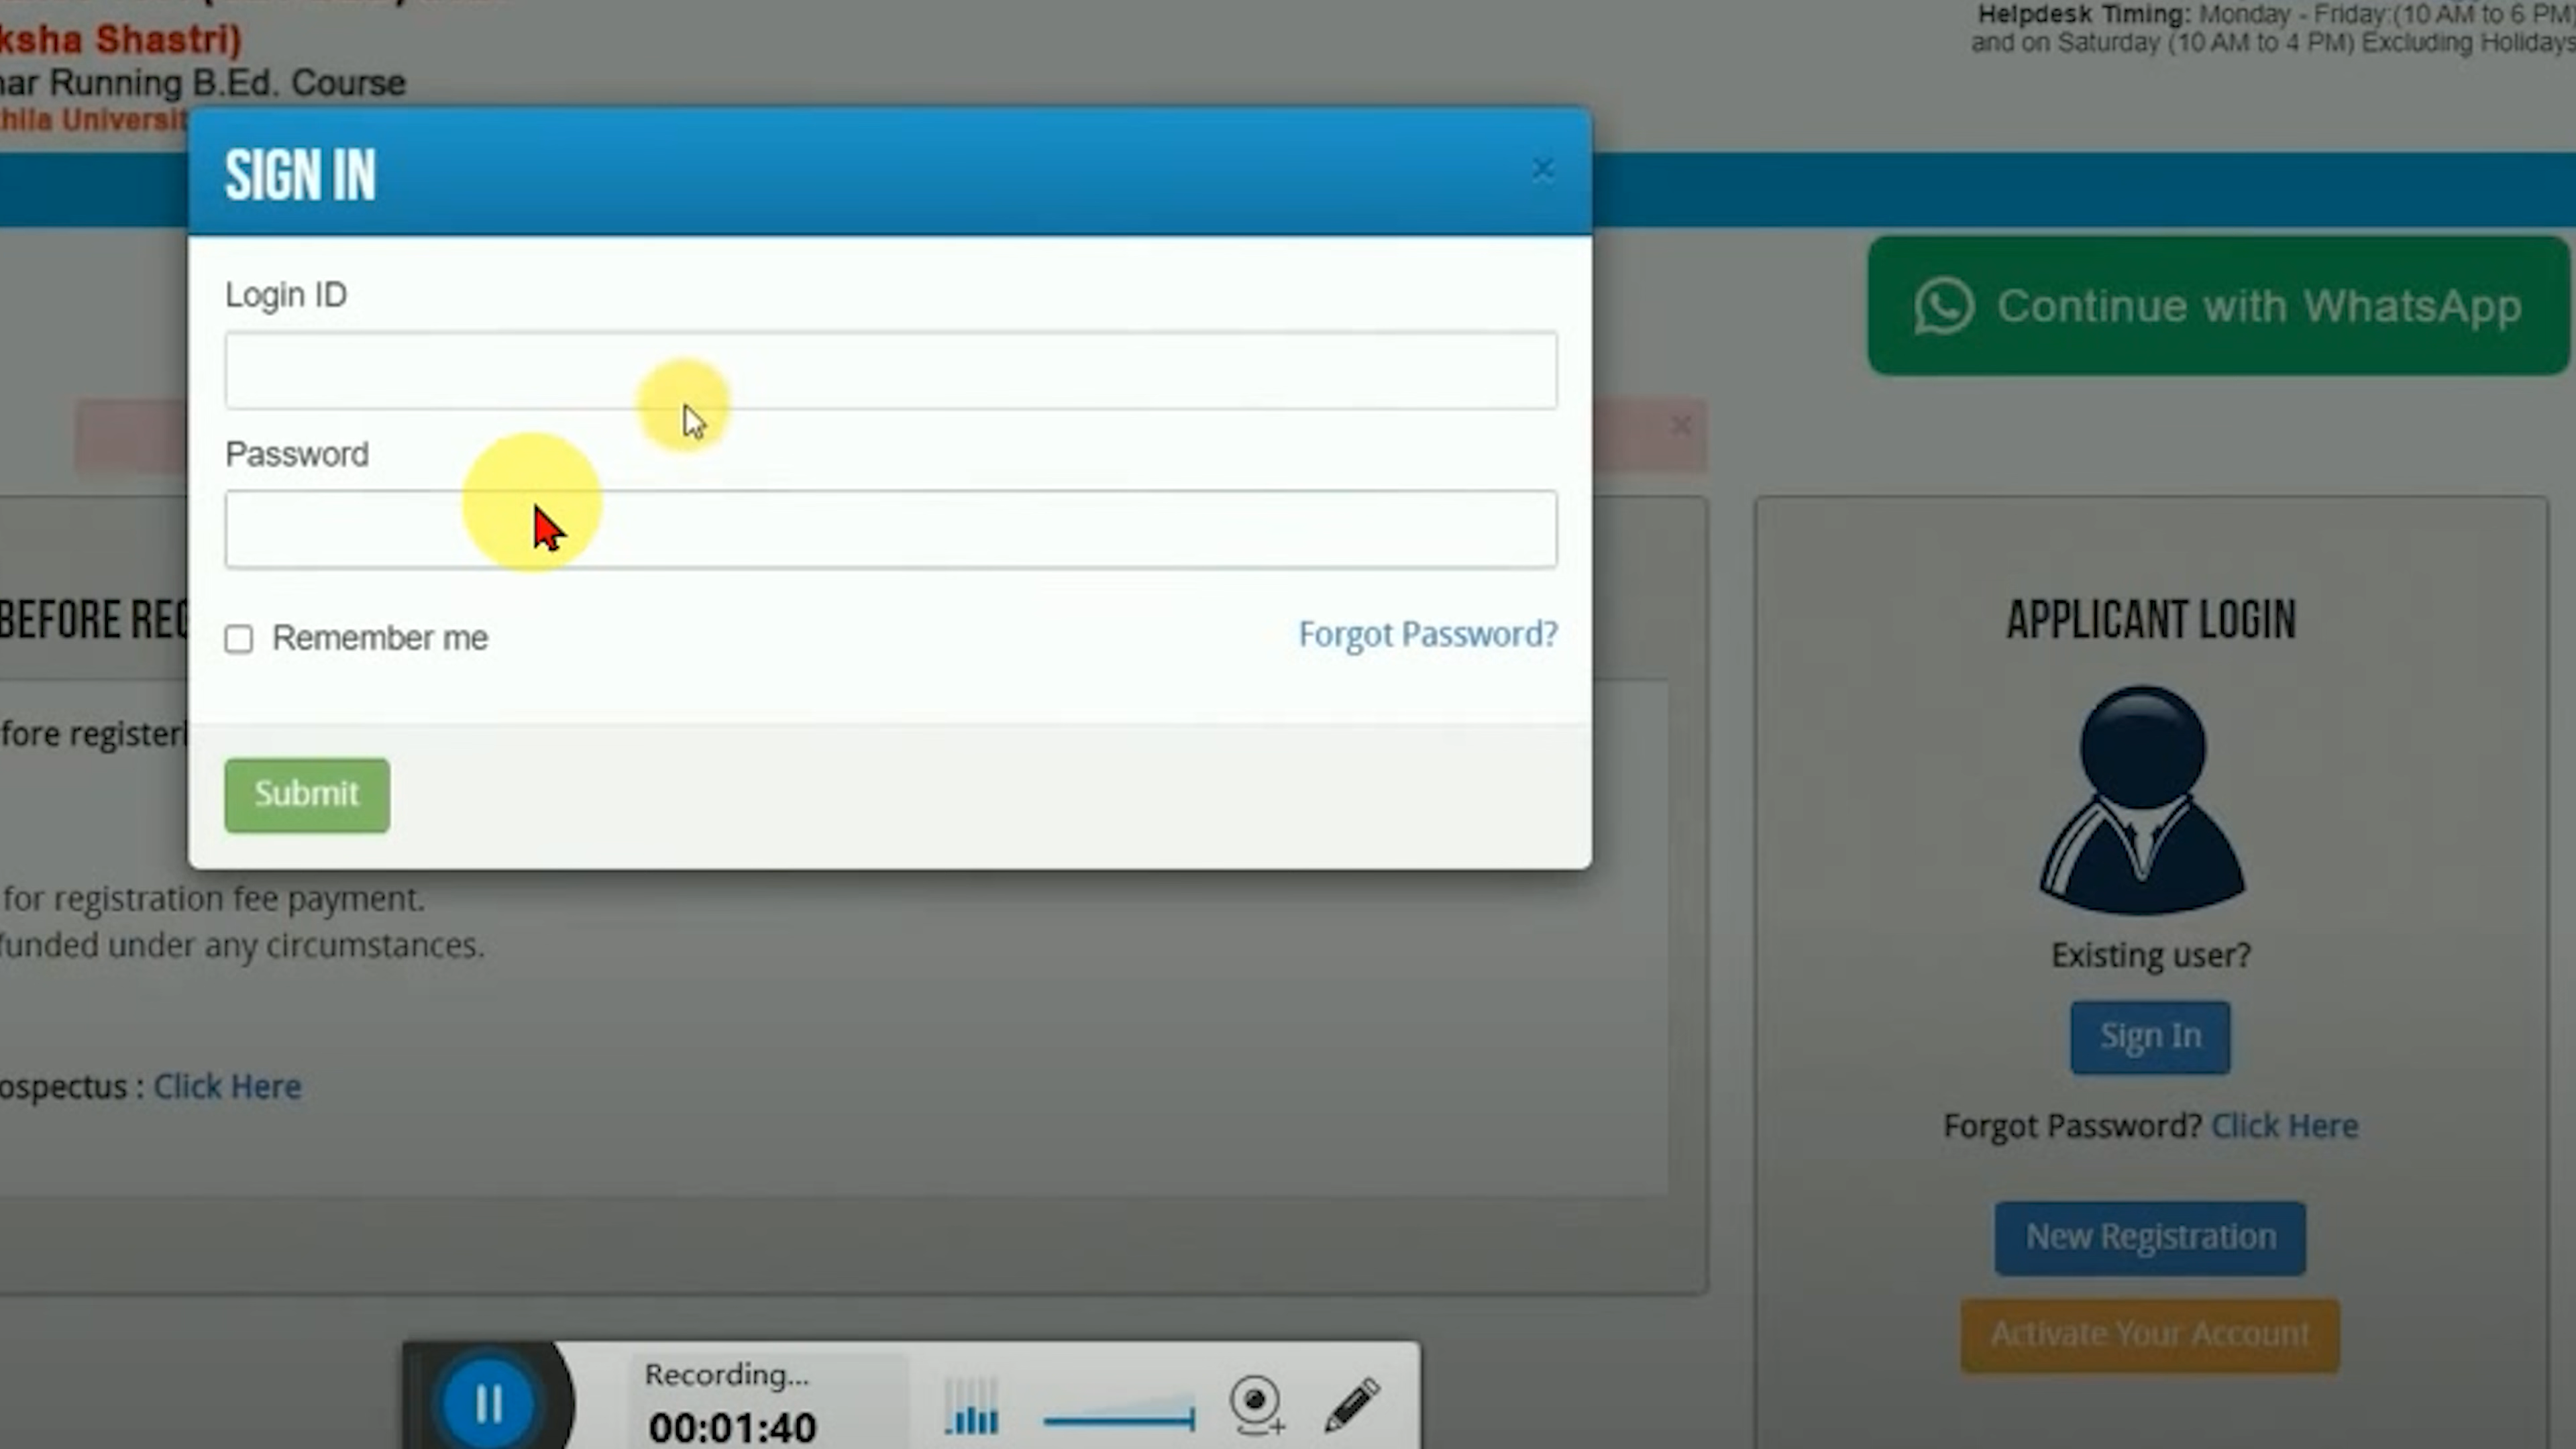 ksha Shastri)
nar Running B.Ed. Course
hila Universit
Helpdesk Timing: Monday - Friday:(10 AM to 6 PM)
and on Saturday (10 AM to 4 PM) Excluding Holidays
SIGN IN
×
Login ID
Password
Remember me
Forgot Password?
Submit
Continue with WhatsApp
×
BEFORE REG
fore registeri
for registration fee payment.
funded under any circumstances.
ospectus : Click Here
APPLICANT LOGIN
Existing user?
Sign In
Forgot Password? Click Here
New Registration
Activate Your Account
Recording...
00:01:40